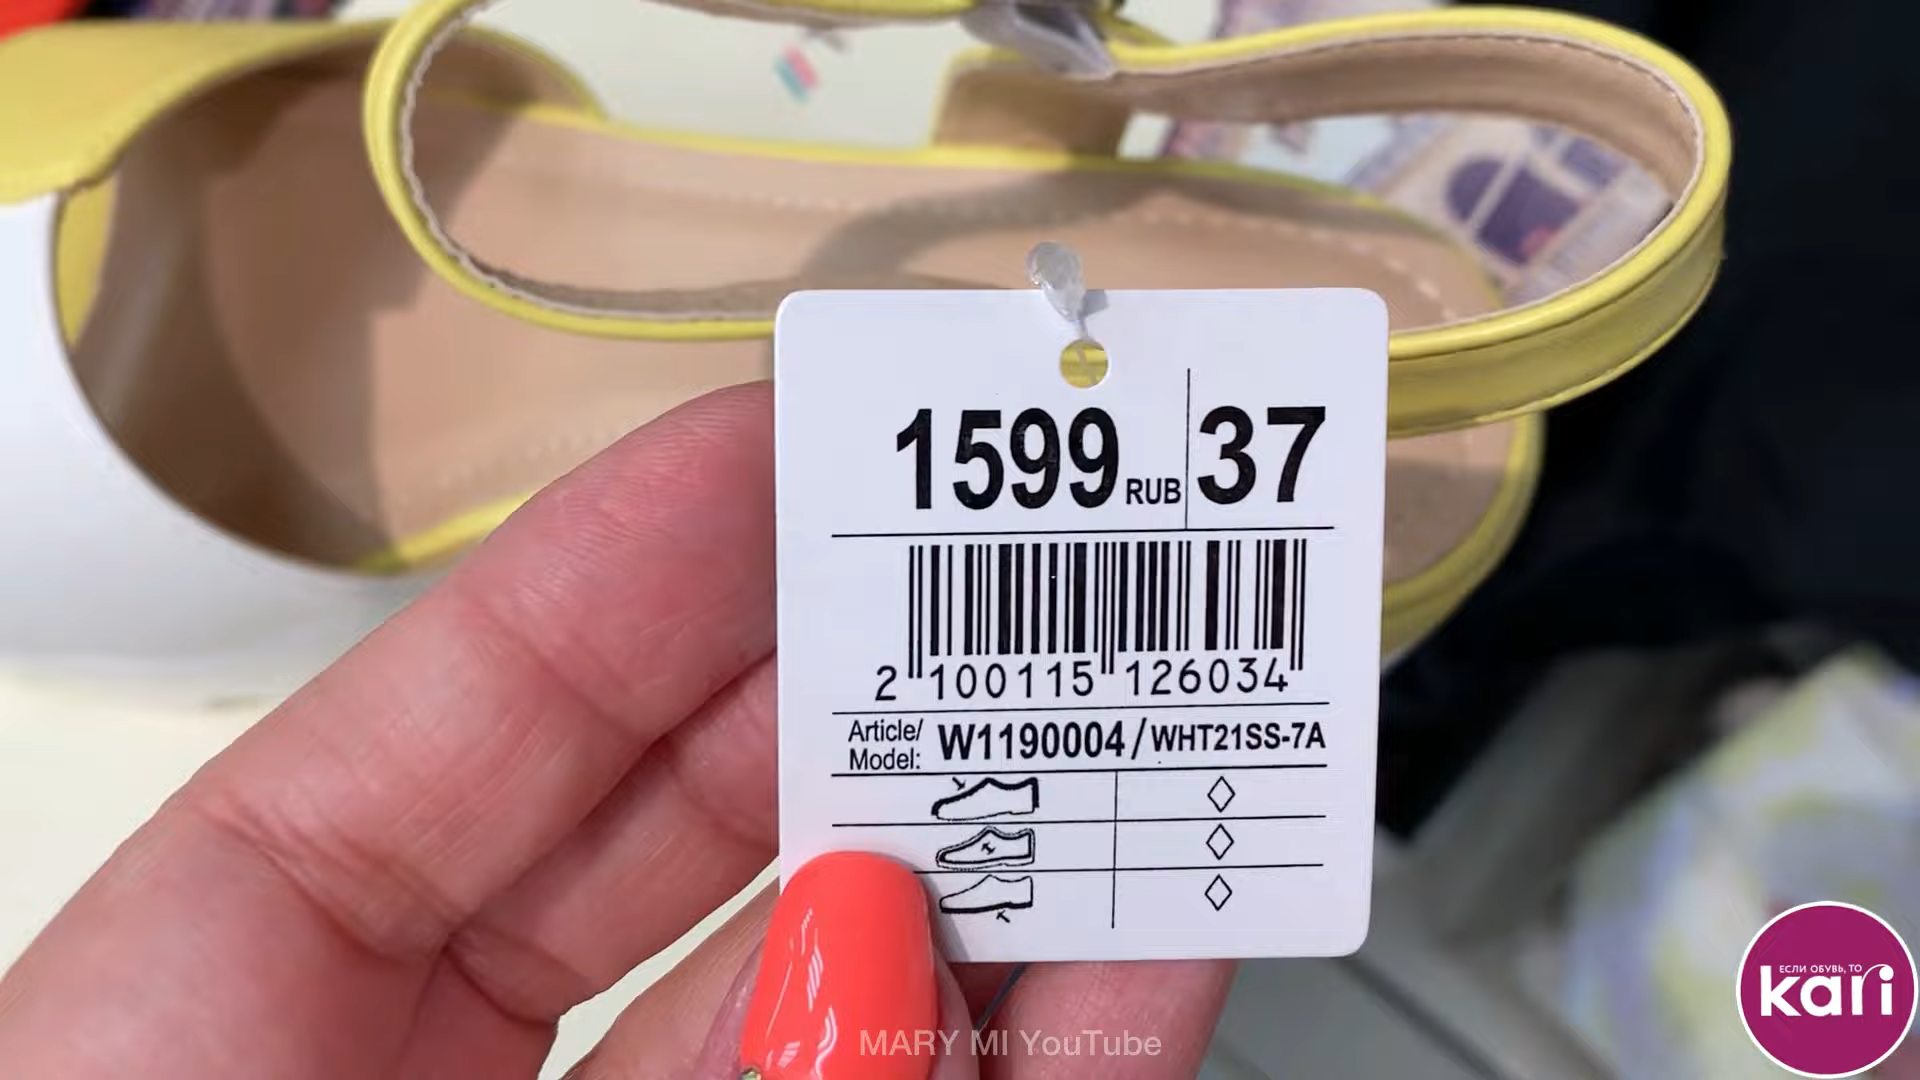 1599 RUB 37
2 100115 126034
Article/
Model: W1190004 / WHT21SS-7A
ЕСЛИ ОБУВЬ, ТО
kari
MARY MI YouTube